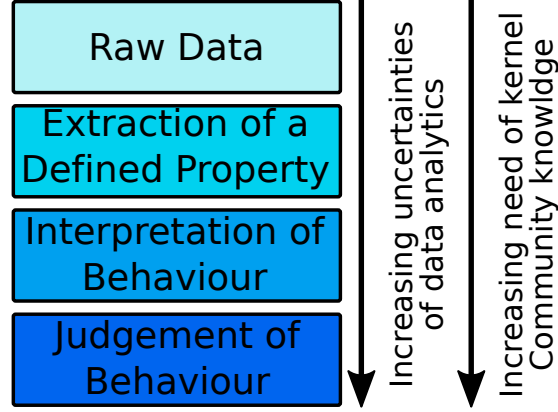 Raw Data
Extraction of a
Defined Property
Interpretation of
Behaviour
Judgement of
Behaviour
Increasing uncertainties
of data analytics
Increasing need of kernel
Community knowldge